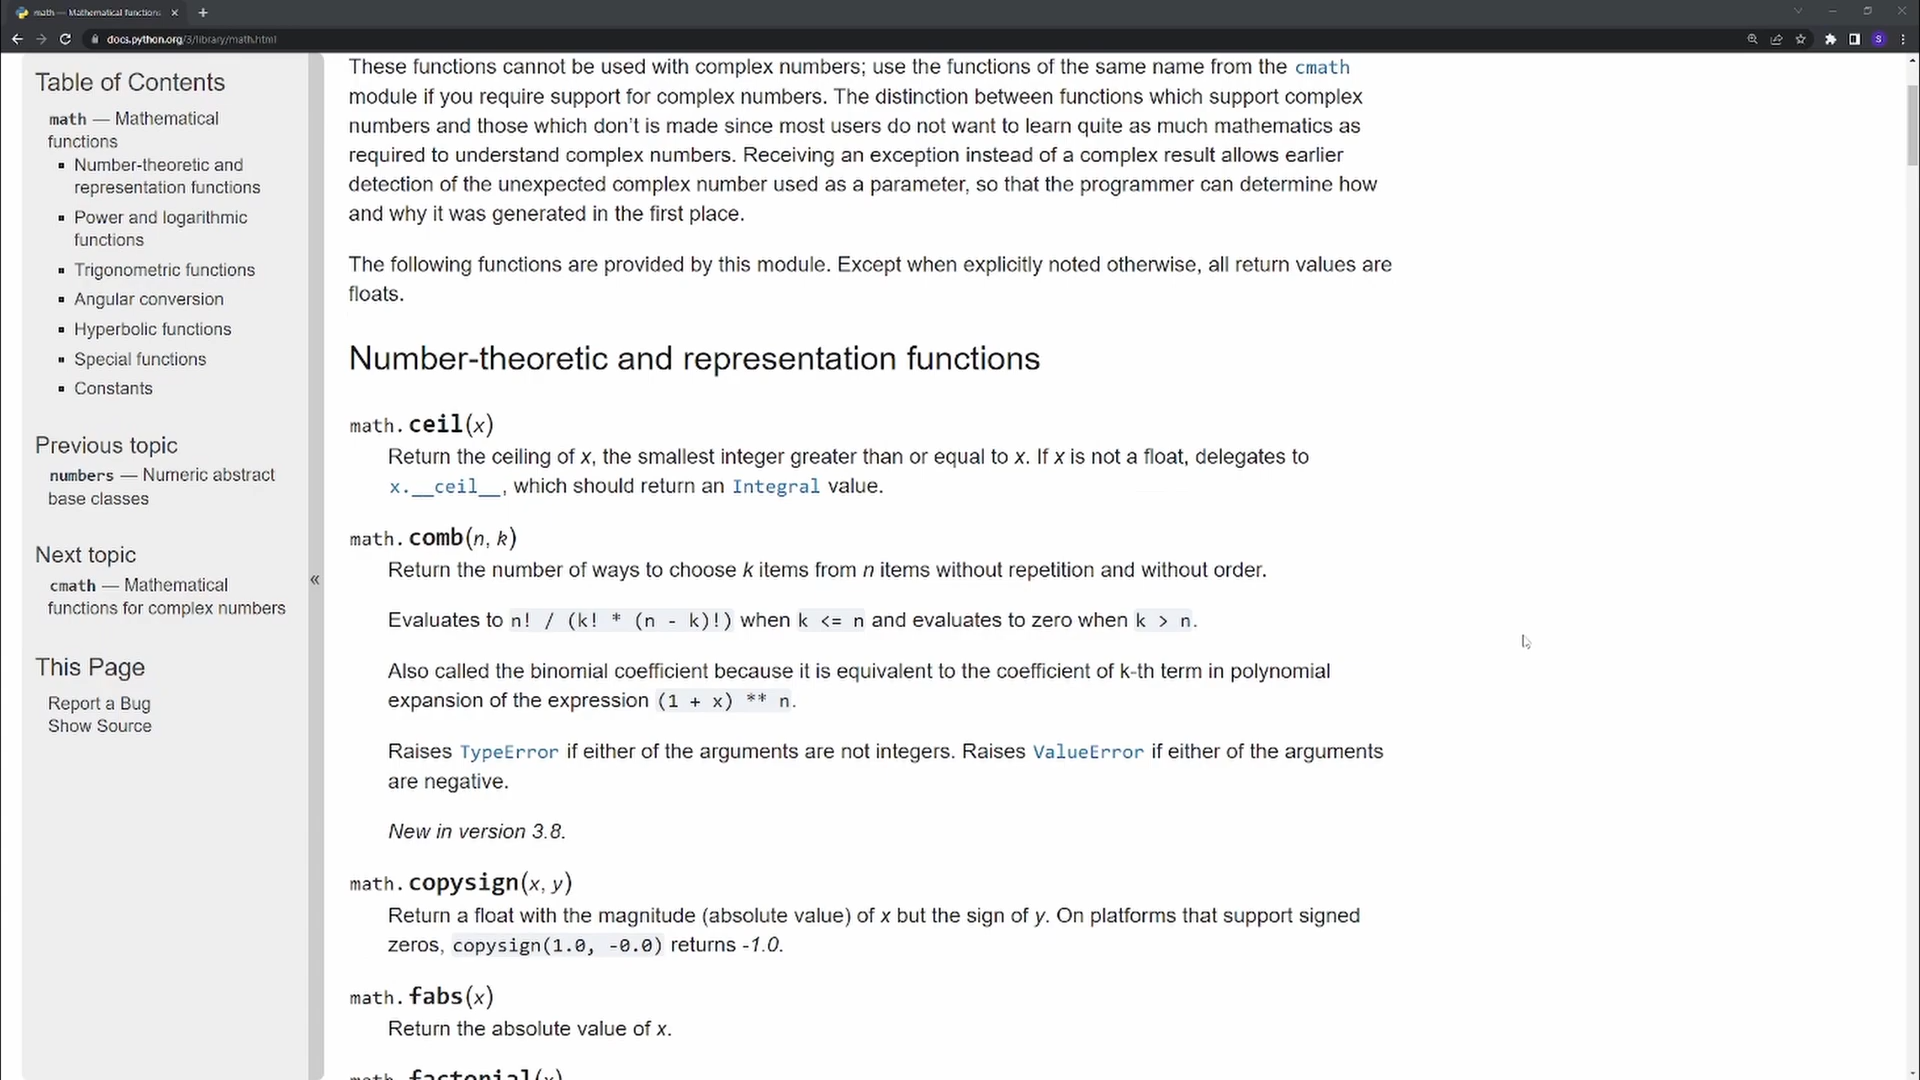 math — Mathematical functions
docs.python.org/3/library/math.html
S
Table of Contents
math — Mathematical
functions
Number-theoretic and
representation functions
Power and logarithmic
functions
Trigonometric functions
Angular conversion
Hyperbolic functions
Special functions
Constants
Previous topic
numbers — Numeric abstract
base classes
Next topic
cmath — Mathematical
functions for complex numbers
This Page
Report a Bug
Show Source
«
These functions cannot be used with complex numbers; use the functions of the same name from the cmath
module if you require support for complex numbers. The distinction between functions which support complex
numbers and those which don’t is made since most users do not want to learn quite as much mathematics as
required to understand complex numbers. Receiving an exception instead of a complex result allows earlier
detection of the unexpected complex number used as a parameter, so that the programmer can determine how
and why it was generated in the first place.
The following functions are provided by this module. Except when explicitly noted otherwise, all return values are
floats.
Number-theoretic and representation functions
math.ceil(x)
Return the ceiling of x, the smallest integer greater than or equal to x. If x is not a float, delegates to
x.__ceil__, which should return an Integral value.
math.comb(n, k)
Return the number of ways to choose k items from n items without repetition and without order.
Evaluates to n! / (k! * (n - k)!) when k <= n and evaluates to zero when k > n.
Also called the binomial coefficient because it is equivalent to the coefficient of k-th term in polynomial
expansion of the expression (1 + x) ** n.
Raises TypeError if either of the arguments are not integers. Raises ValueError if either of the arguments
are negative.
New in version 3.8.
math.copysign(x, y)
Return a float with the magnitude (absolute value) of x but the sign of y. On platforms that support signed
zeros, copysign(1.0, -0.0) returns -1.0.
math.fabs(x)
Return the absolute value of x.
math.factorial(x)